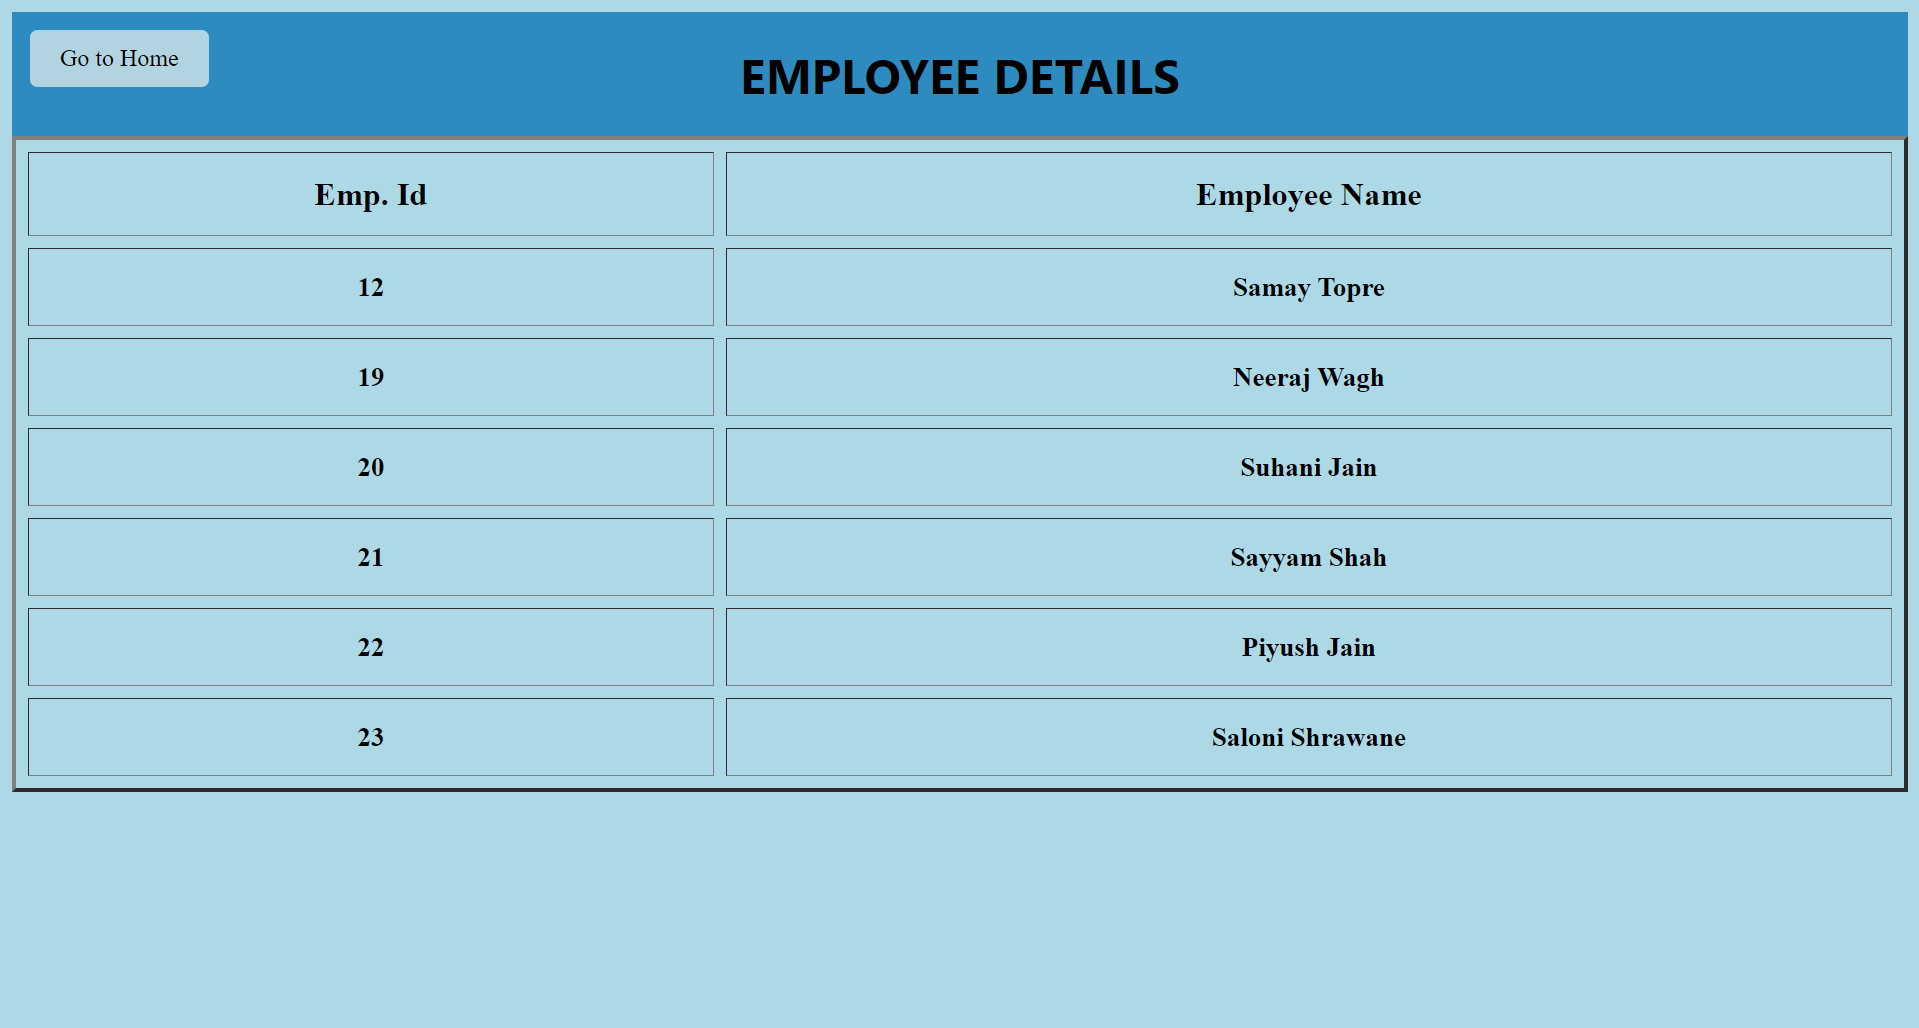 Go to Home
EMPLOYEE DETAILS
Emp. Id Employee Name
12 Samay Topre
19 Neeraj Wagh
20 Suhani Jain
21 Sayyam Shah
22 Piyush Jain
23 Saloni Shrawane